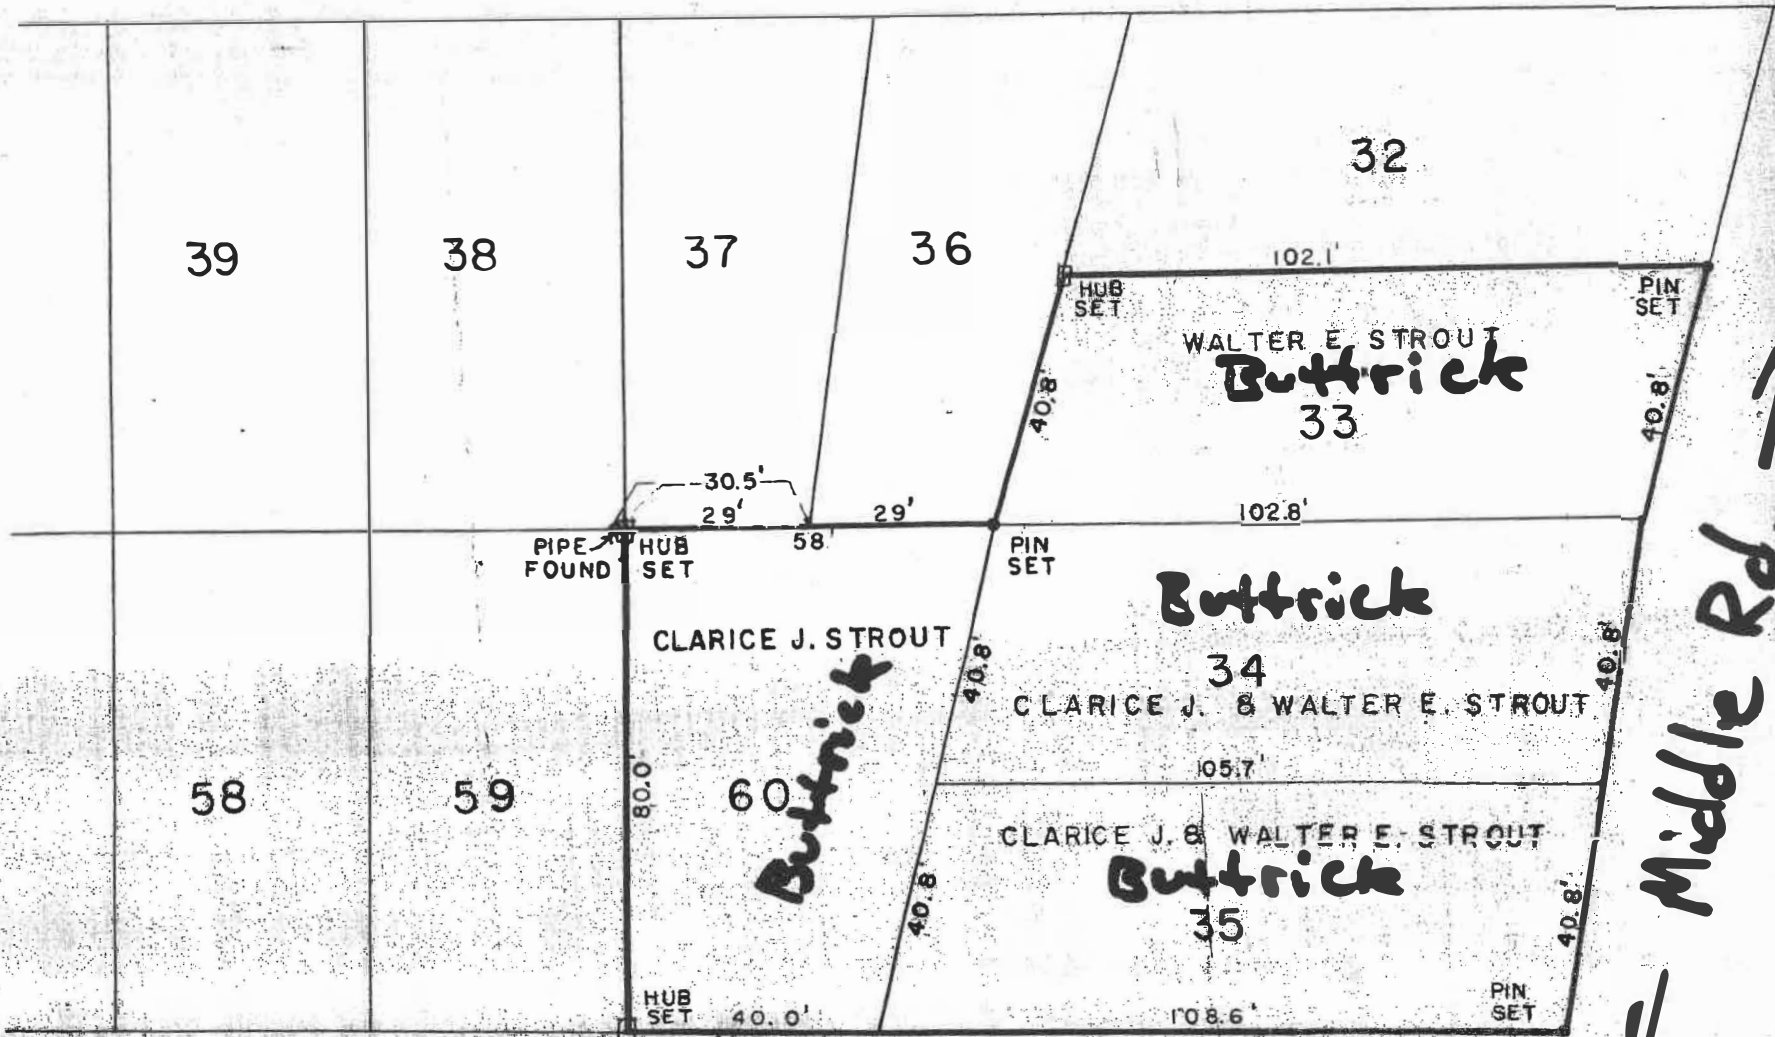 32
39
38
37
36
102.1'
HUB
SET
PIN
SET
WALTER E. STROUT
Buttrick
33
40.8'
40.8'
30.5'
29'
29'
58'
102.8'
PIPE
FOUND
HUB
SET
PIN
SET
Buttrick
CLARICE J. STROUT
Buttrick
34
CLARICE J. & WALTER E. STROUT
40.8'
40.8'
Middle Rd
58
59
80.0'
60
105.7'
CLARICE J. & WALTER E. STROUT
Buttrick
35
40.8'
40.8'
HUB
SET
40.10'
108.6'
PIN
SET